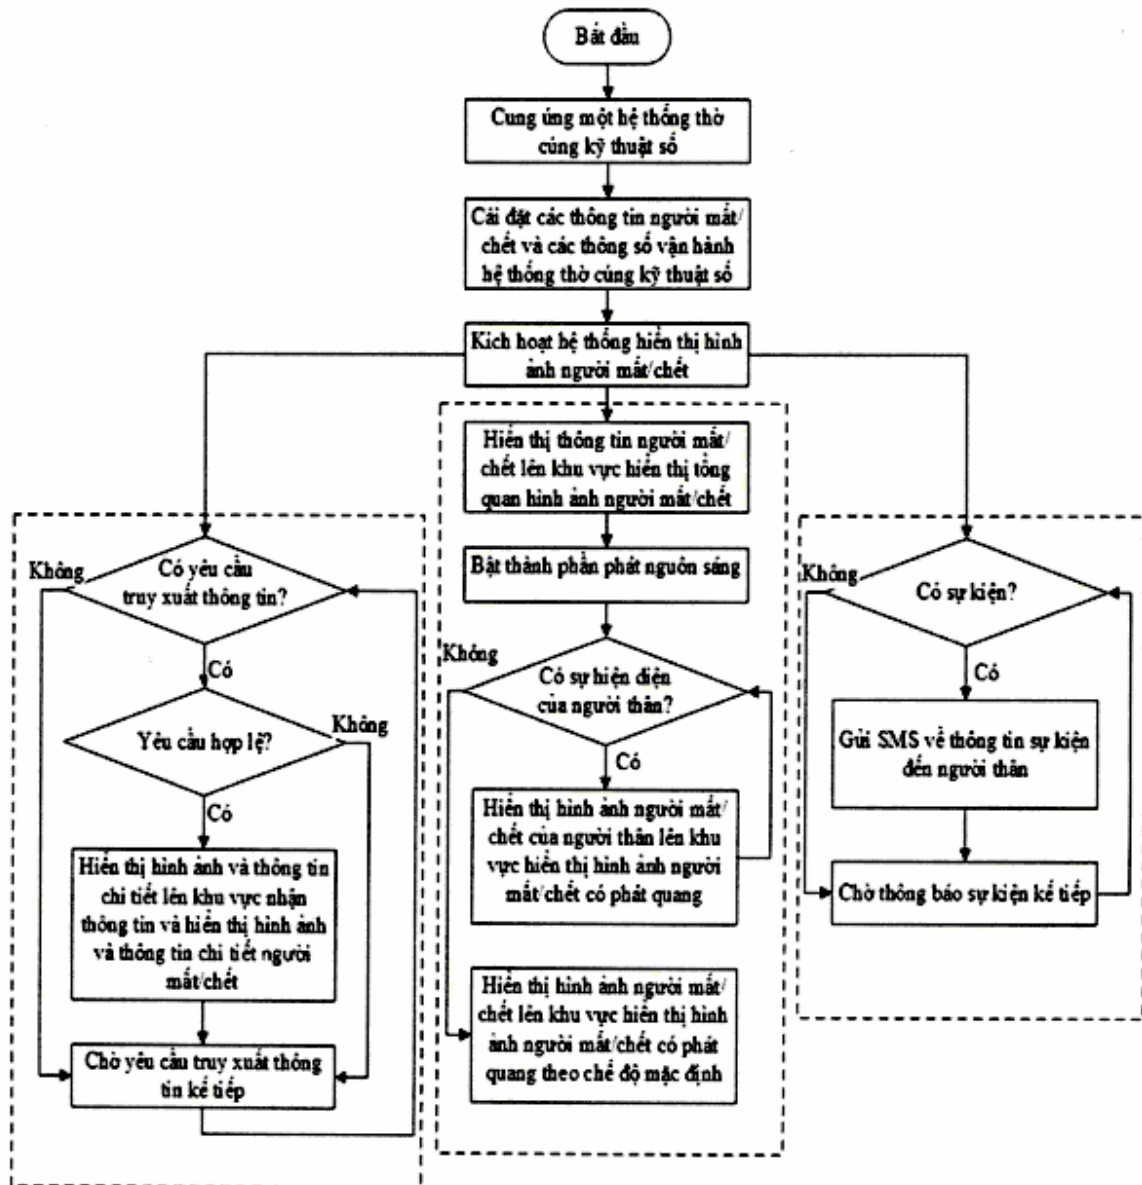 Bắt đầu
Cung ứng một hệ thống thờ
cúng kỹ thuật số
Cài đặt các thông tin người mất/
chết và các thông số vận hành
hệ thống thờ cúng kỹ thuật số
Kích hoạt hệ thống hiển thị hình
ảnh người mất/chết
Hiển thị thông tin người mất/
chết lên khu vực hiển thị tổng
quan hình ảnh người mất/chết
Bật thành phần phát nguồn sáng
Không
Có sự hiện diện
của người thân?
Có
Hiển thị hình ảnh người mất/
chết của người thân lên khu
vực hiển thị hình ảnh người
mất/chết có phát quang
Hiển thị hình ảnh người mất/
chết lên khu vực hiển thị hình
ảnh người mất/chết có phát
quang theo chế độ mặc định
Không
Có yêu cầu
truy xuất thông tin?
Có
Không
Yêu cầu hợp lệ?
Có
Hiển thị hình ảnh và thông tin
chi tiết lên khu vực nhận
thông tin và hiển thị hình ảnh
và thông tin chi tiết người
mất/chết
Chờ yêu cầu truy xuất thông
tin kế tiếp
Không
Có sự kiện?
Có
Gửi SMS về thông tin sự kiện
đến người thân
Chờ thông báo sự kiện kế tiếp